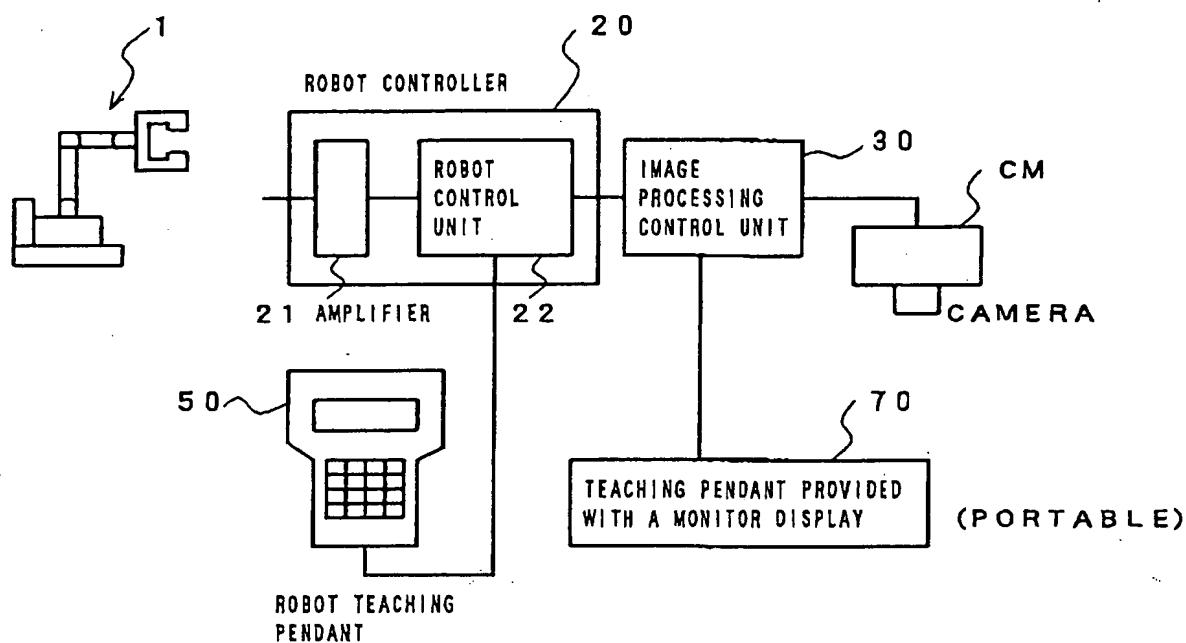 1
20
ROBOT CONTROLLER
30
CM
ROBOT
CONTROL
UNIT
IMAGE
PROCESSING
CONTROL UNIT
21 AMPLIFIER
22
CAMERA
50
70
TEACHING PENDANT PROVIDED
WITH A MONITOR DISPLAY
(PORTABLE)
ROBOT TEACHING
PENDANT